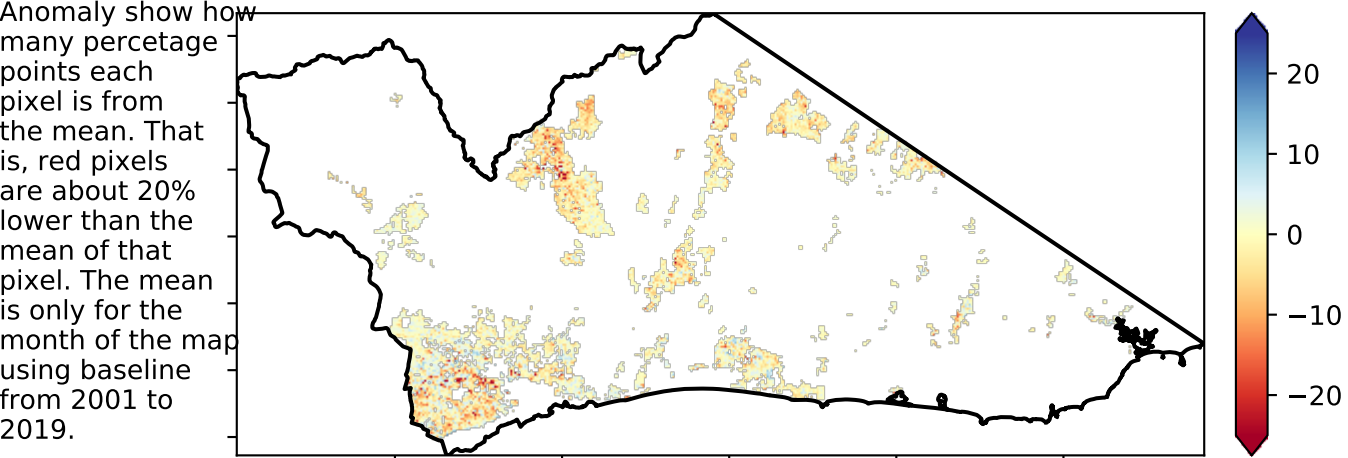 Anomaly show how
many percetage
points each
pixel is from
the mean. That
is, red pixels
are about 20%
lower than the
mean of that
pixel. The mean
is only for the
month of the map
using baseline
from 2001 to
2019.
20
10
0
−10
−20